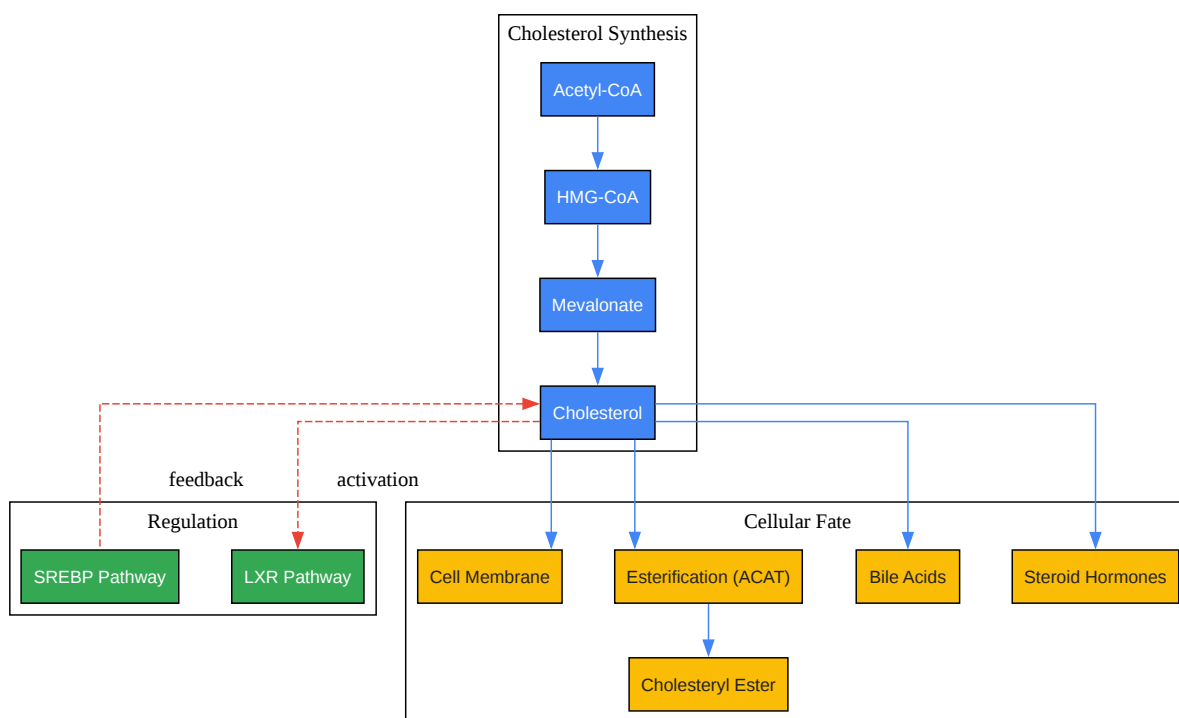 Cholesterol Synthesis
Acetyl-CoA
HMG-CoA
Mevalonate
Cholesterol
feedback
activation
Regulation
SREBP Pathway
LXR Pathway
Cellular Fate
Cell Membrane
Esterification (ACAT)
Bile Acids
Steroid Hormones
Cholesteryl Ester